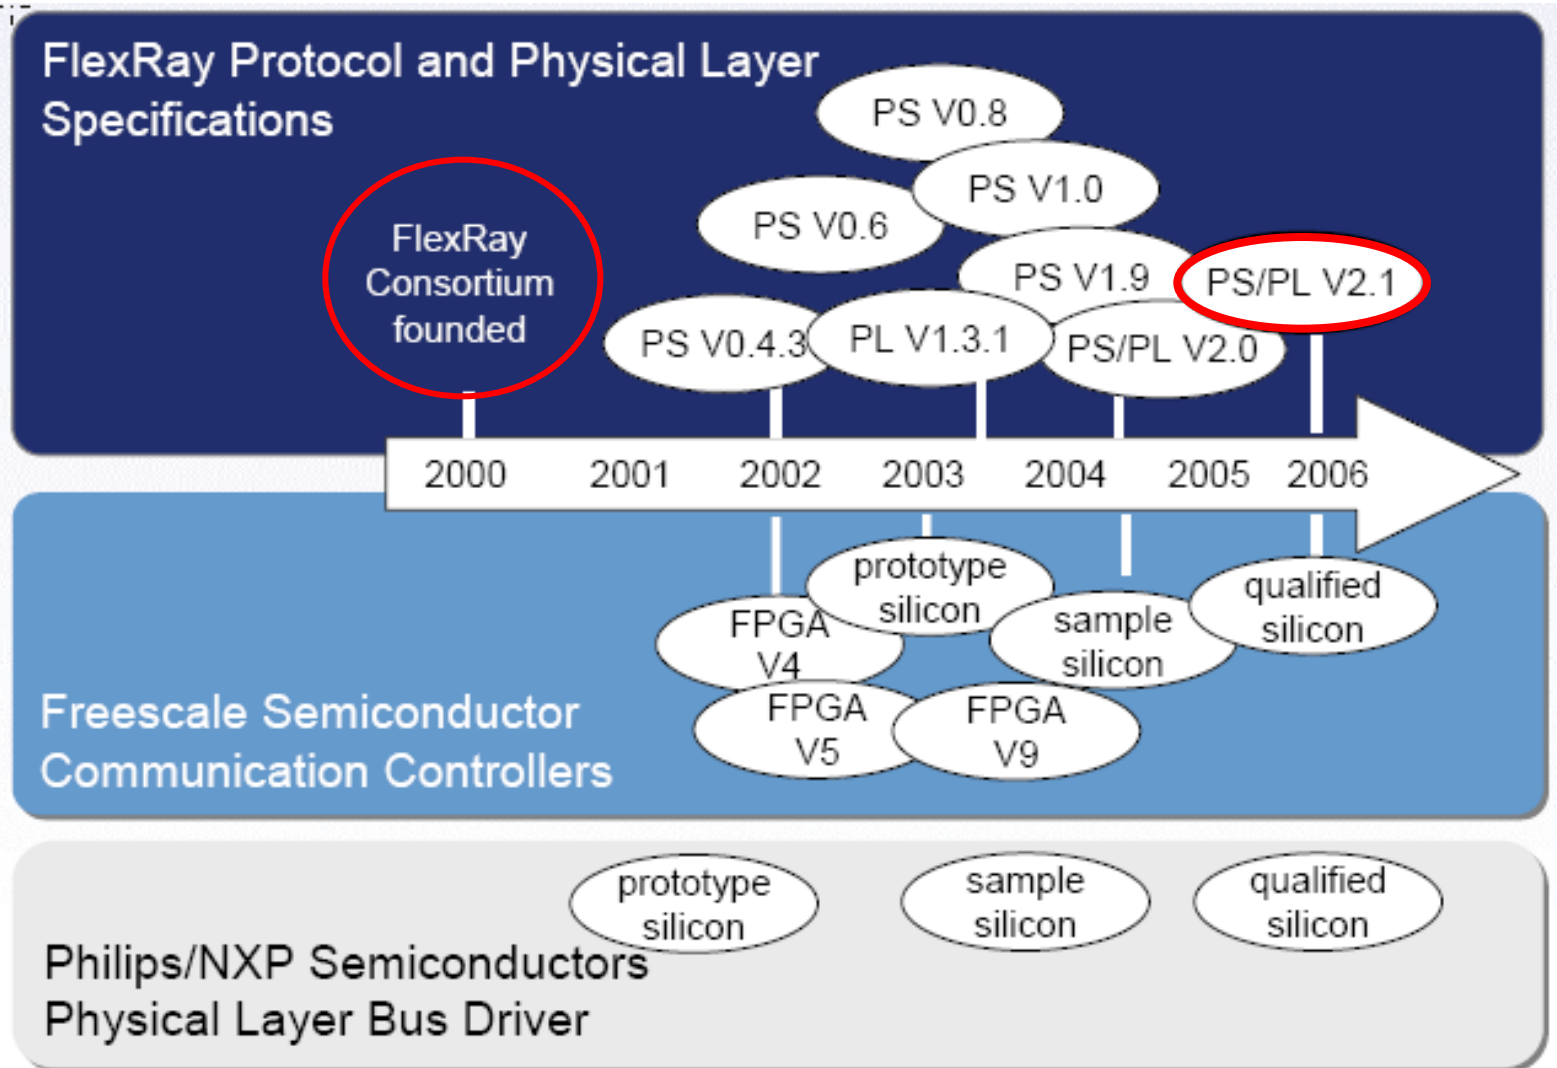 FlexRay Protocol and Physical Layer
Specifications
PS V0.8
PS V1.0
PS V0.6
FlexRay
Consortium
founded
PS V1.9
PS/PL V2.1
PS V0.4.3
PL V1.3.1
PS/PL V2.0
2000 2001 2002 2003 2004 2005 2006
prototype
silicon
qualified
silicon
FPGA
V4
sample
silicon
FPGA
V5
FPGA
V9
Freescale Semiconductor
Communication Controllers
prototype
silicon
sample
silicon
qualified
silicon
Philips/NXP Semiconductors
Physical Layer Bus Driver